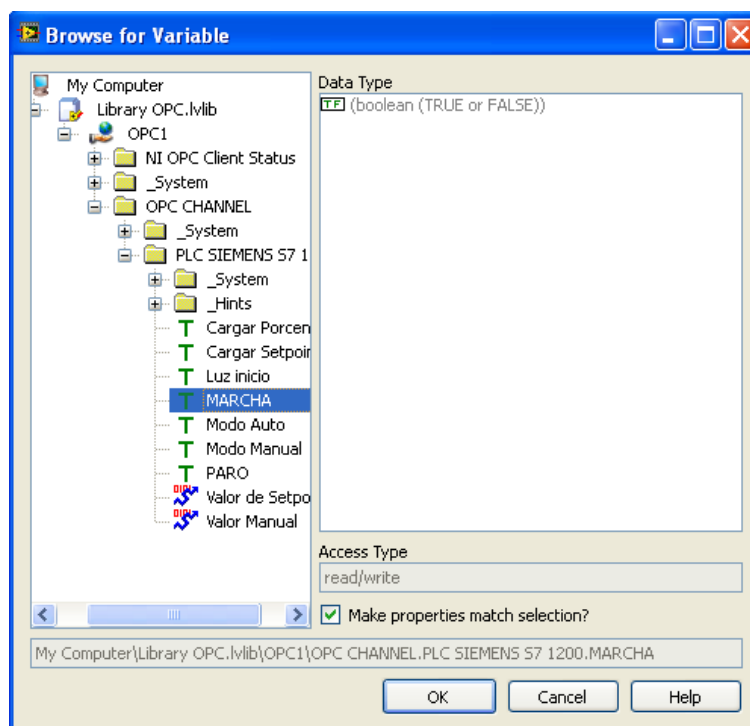 Browse for Variable
My Computer
Library OPC.lvlib
OPC1
NI OPC Client Status
_System
OPC CHANNEL
_System
PLC SIEMENS S7 1
_System
_Hints
Cargar Porcen
Cargar Setpoir
Luz inicio
MARCHA
Modo Auto
Modo Manual
PARO
Valor de Setpo
Valor Manual
Data Type
TF (boolean (TRUE or FALSE))
Access Type
read/write
Make properties match selection?
My Computer\Library OPC.lvlib\OPC1\OPC CHANNEL.PLC SIEMENS S7 1200.MARCHA
OK Cancel Help